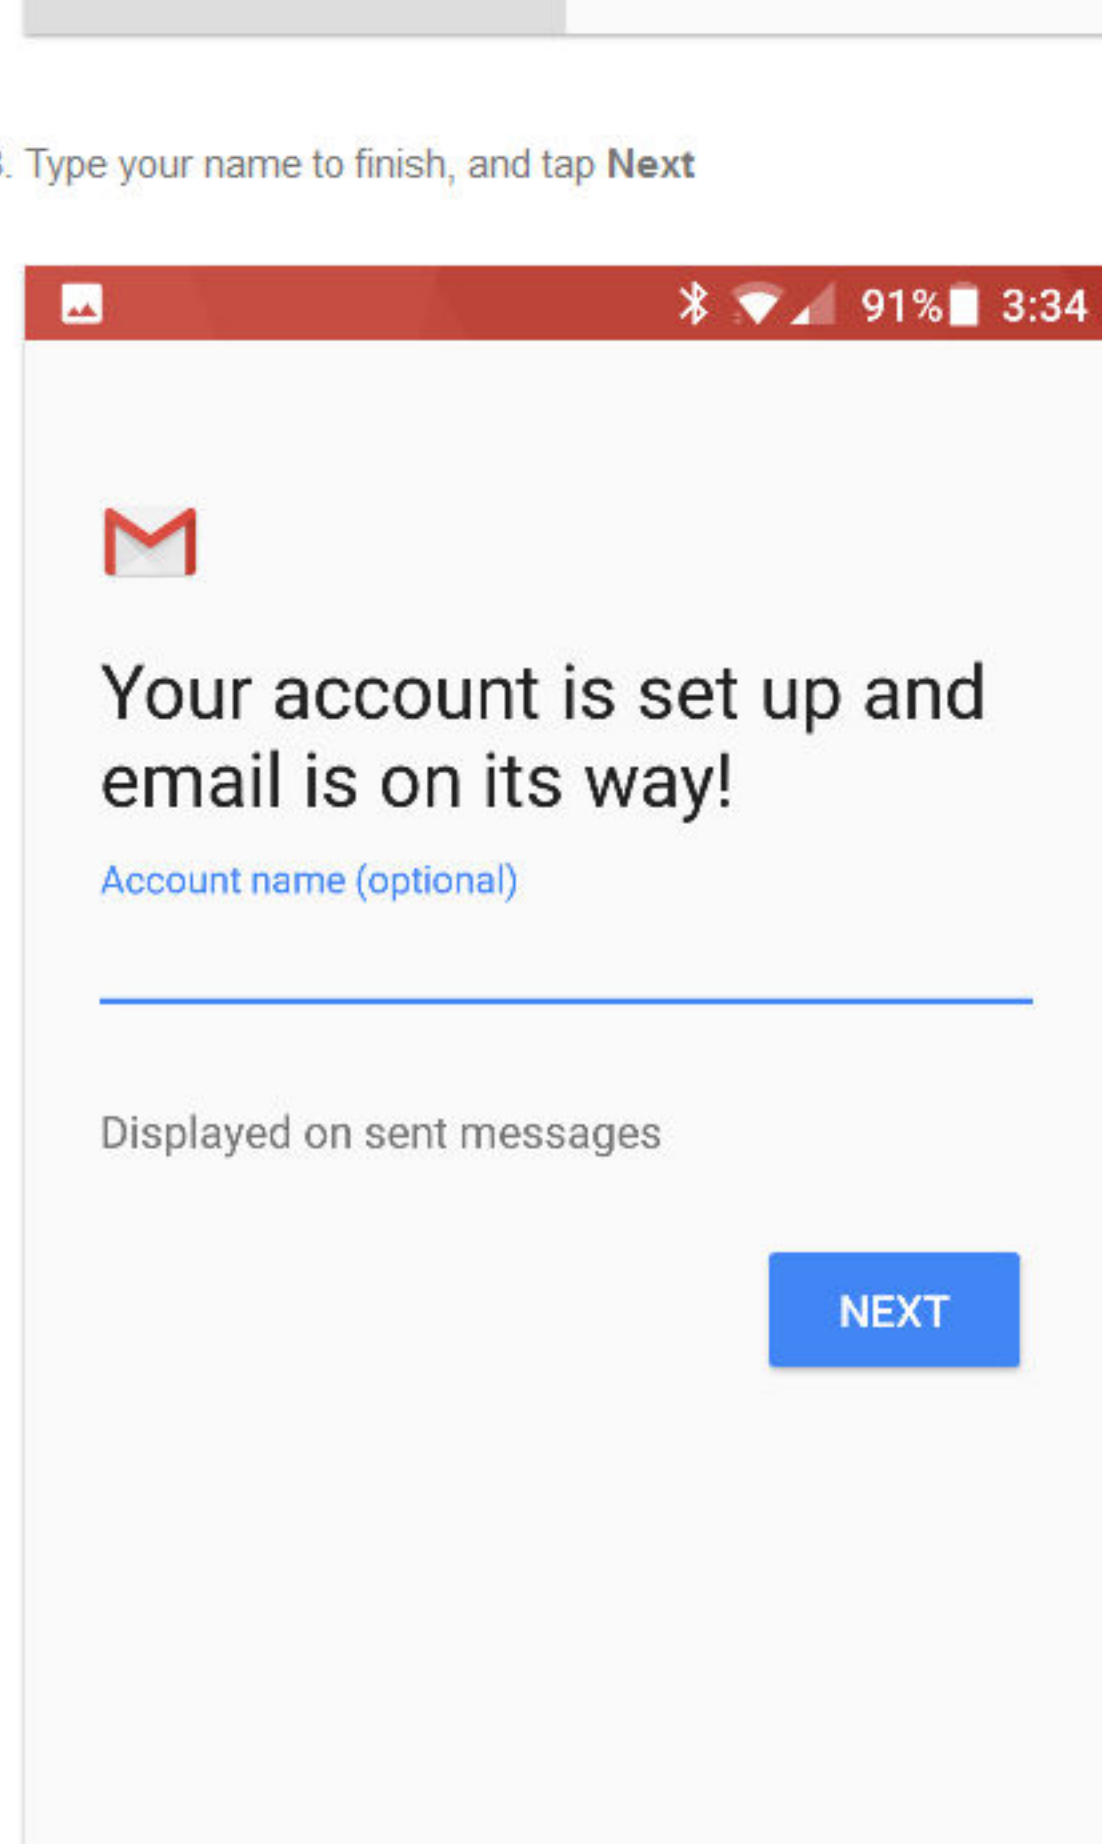 . Type your name to finish, and tap Next
91% 3:34
Your account is set up and
email is on its way!
Account name (optional)
Displayed on sent messages
NEXT